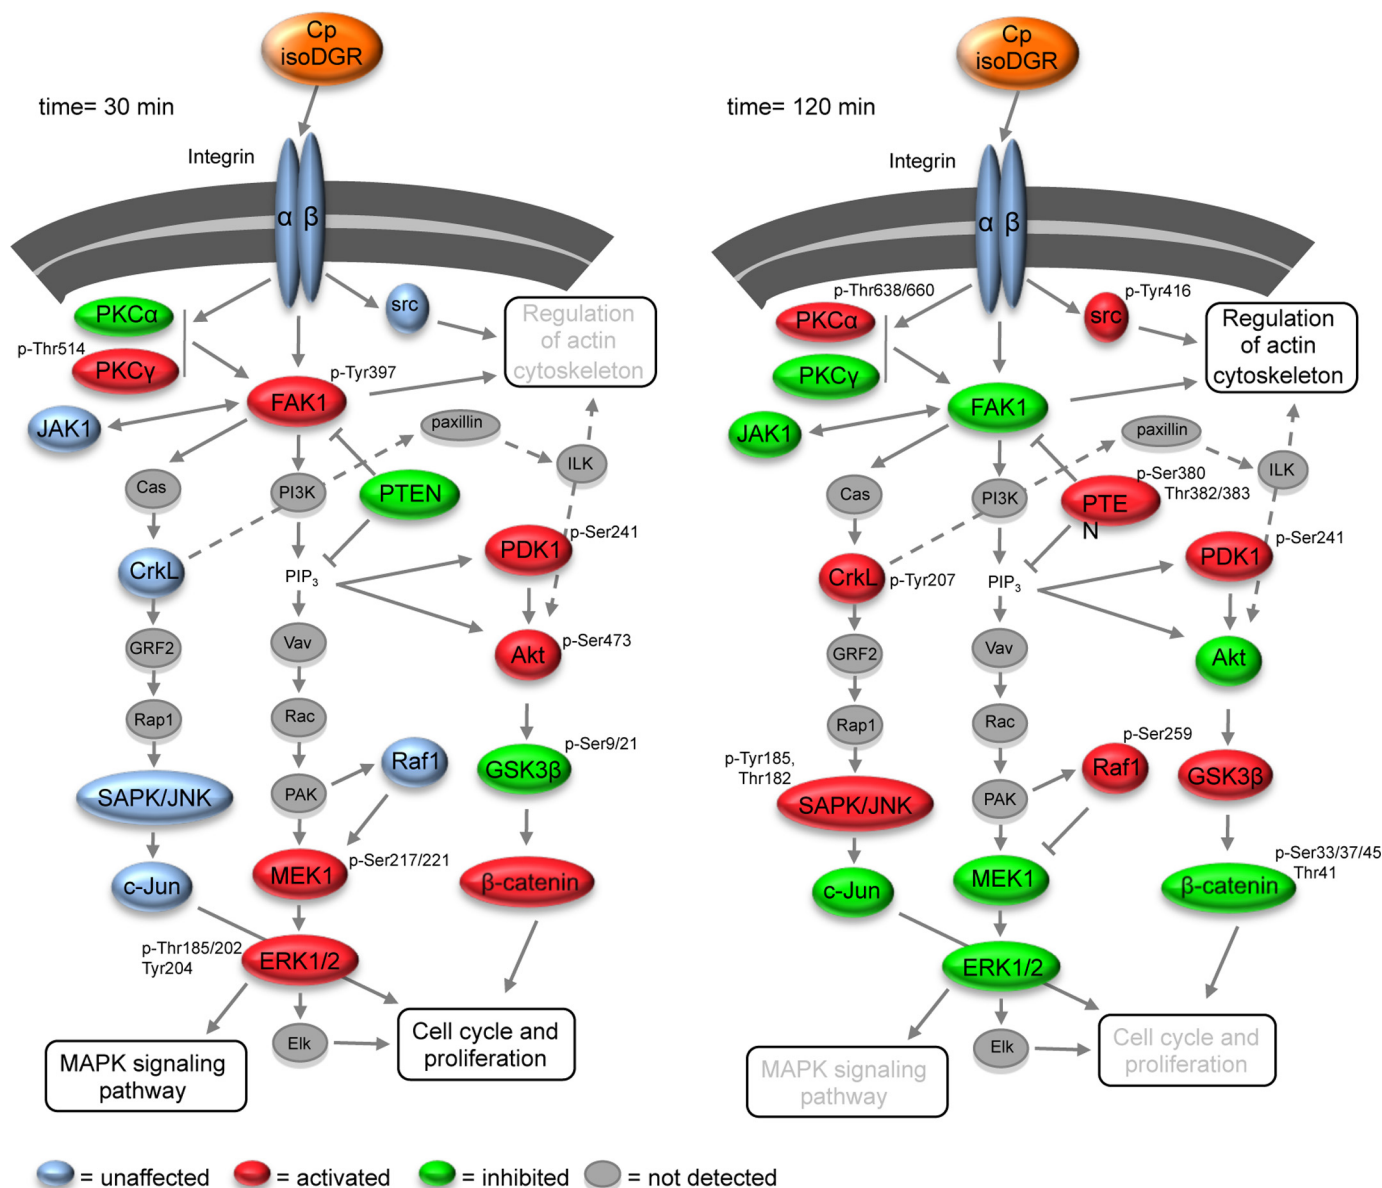 Cp
isoDGR
time= 30 min
Integrin
α β
PKCα
p-Thr514
PKCγ
src
Regulation
of actin
cytoskeleton
p-Tyr397
FAK1
JAK1
paxillin
ILK
Cas
PI3K
PTEN
p-Ser241
PDK1
CrkL
PIP3
GRF2
Vav
p-Ser473
Akt
Rap1
Rac
p-Ser9/21
GSK3β
Raf1
SAPK/JNK
PAK
p-Ser217/221
MEK1
c-Jun
β-catenin
p-Thr185/202
Tyr204
ERK1/2
Elk
Cell cycle and
proliferation
MAPK signaling
pathway
Cp
isoDGR
time= 120 min
Integrin
α β
p-Thr638/660
PKCα
PKCγ
p-Tyr416
src
Regulation
of actin
cytoskeleton
FAK1
JAK1
paxillin
ILK
Cas
PI3K
p-Ser380
Thr382/383
PTE
N
p-Ser241
PDK1
CrkL
p-Tyr207
PIP3
GRF2
Vav
Akt
Rap1
Rac
p-Ser259
Raf1
GSK3β
p-Tyr185,
Thr182
SAPK/JNK
PAK
MEK1
c-Jun
p-Ser33/37/45
Thr41
β-catenin
ERK1/2
Elk
Cell cycle and
proliferation
MAPK signaling
pathway
= unaffected
= activated
= inhibited
= not detected